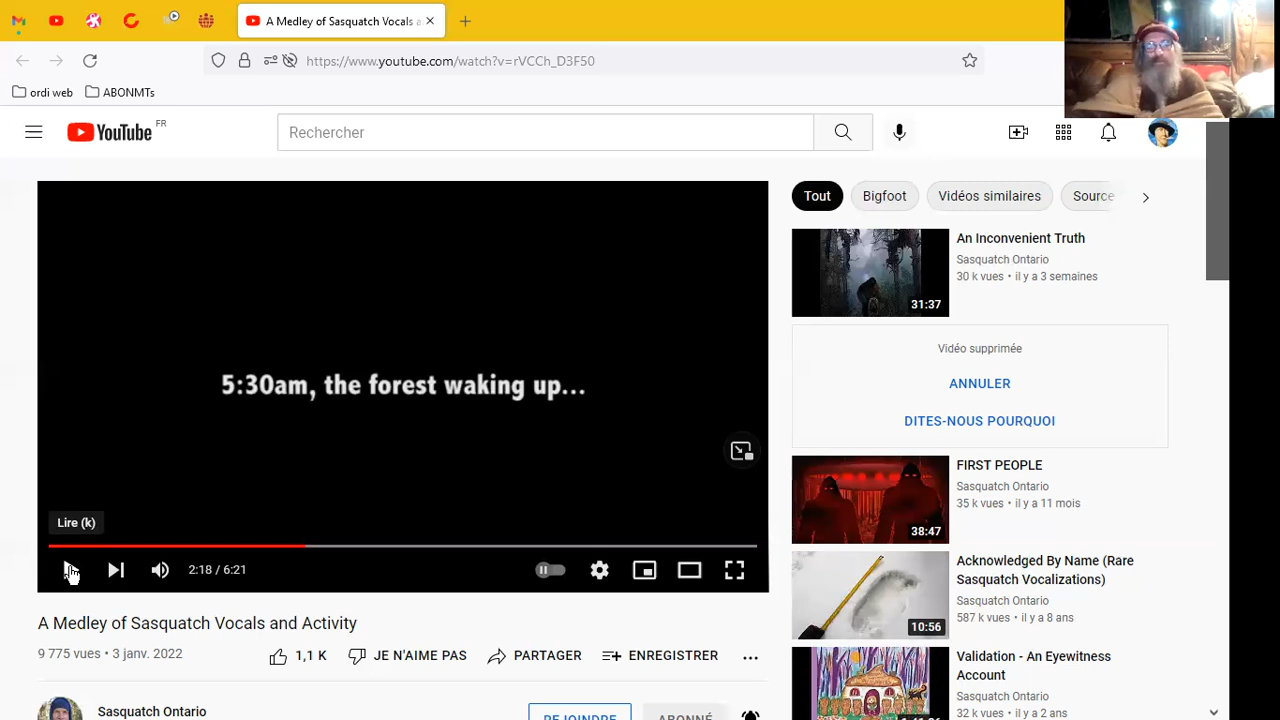 A Medley of Sasquatch Vocals a
https://www.youtube.com/watch?v=rVCCh_D3F50
ordi web
ABONMTs
YouTube FR
Rechercher
5:30am, the forest waking up...
Lire (k)
2:18 / 6:21
A Medley of Sasquatch Vocals and Activity
9 775 vues • 3 janv. 2022
1,1 K
JE N'AIME PAS
PARTAGER
ENREGISTRER
Sasquatch Ontario
REJOINDRE
ABONNÉ
Tout
Bigfoot
Vidéos similaires
Source
An Inconvenient Truth
Sasquatch Ontario
30 k vues • il y a 3 semaines
31:37
Vidéo supprimée
ANNULER
DITES-NOUS POURQUOI
FIRST PEOPLE
Sasquatch Ontario
35 k vues • il y a 11 mois
38:47
Acknowledged By Name (Rare
Sasquatch Vocalizations)
Sasquatch Ontario
587 k vues • il y a 8 ans
10:56
Validation - An Eyewitness
Account
Sasquatch Ontario
32 k vues • il y a 2 ans